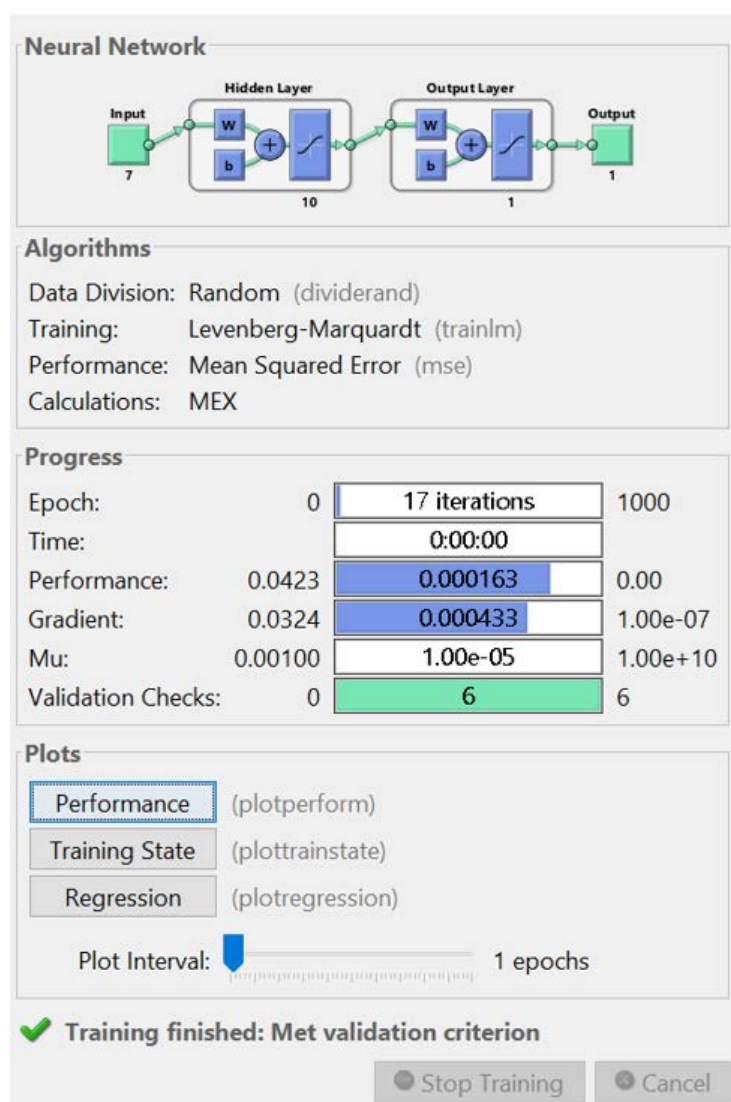 Neural Network
Hidden Layer
Output Layer
Input
Output
W
W
b
b
+
+
7
10
1
1
Algorithms
Data Division: Random (dividerand)
Training: Levenberg-Marquardt (trainlm)
Performance: Mean Squared Error (mse)
Calculations: MEX
Progress
Epoch: 0 17 iterations 1000
Time: 0:00:00
Performance: 0.0423 0.000163 0.00
Gradient: 0.0324 0.000433 1.00e-07
Mu: 0.00100 1.00e-05 1.00e+10
Validation Checks: 0 6 6
Plots
Performance (plotperform)
Training State (plottrainstate)
Regression (plotregression)
Plot Interval: 1 epochs
Training finished: Met validation criterion
Stop Training Cancel